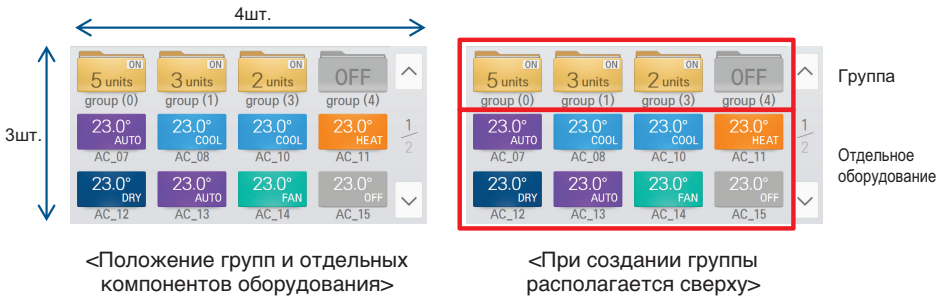 4шт.
3шт.
ON ON ON
5 units 3 units 2 units OFF
group (0) group (1) group (3) group (4)
23.0° 23.0° 23.0° 23.0°
AUTO COOL COOL HEAT
AC_07 AC_08 AC_10 AC_11
1
2
23.0° 23.0° 23.0° 23.0°
DRY AUTO FAN OFF
AC_12 AC_13 AC_14 AC_15
<Положение групп и отдельных
компонентов оборудования>
ON ON ON
5 units 3 units 2 units OFF
group (0) group (1) group (3) group (4)
23.0° 23.0° 23.0° 23.0°
AUTO COOL COOL HEAT
AC_07 AC_08 AC_10 AC_11
1
2
23.0° 23.0° 23.0° 23.0°
DRY AUTO FAN OFF
AC_12 AC_13 AC_14 AC_15
Группа
Отдельное
оборудование
<При создании группы
располагается сверху>